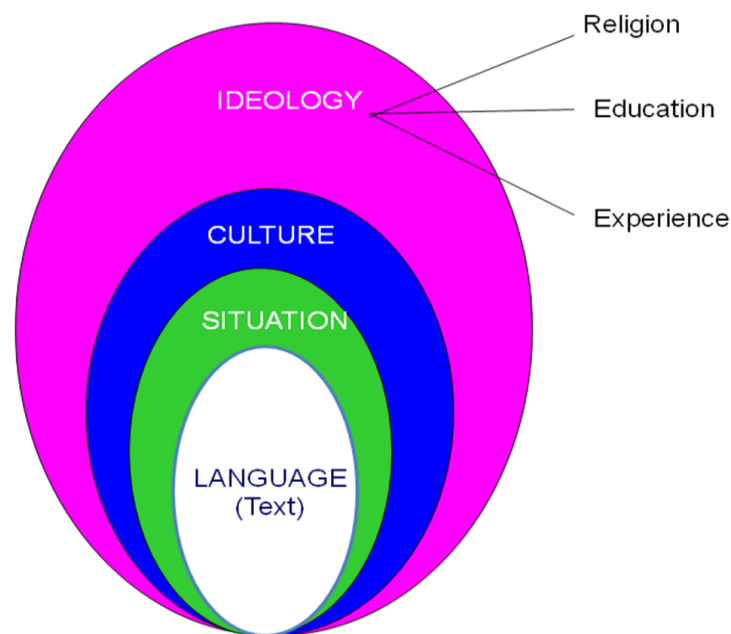 Religion
IDEOLOGY
Education
Experience
CULTURE
SITUATION
LANGUAGE
(Text)